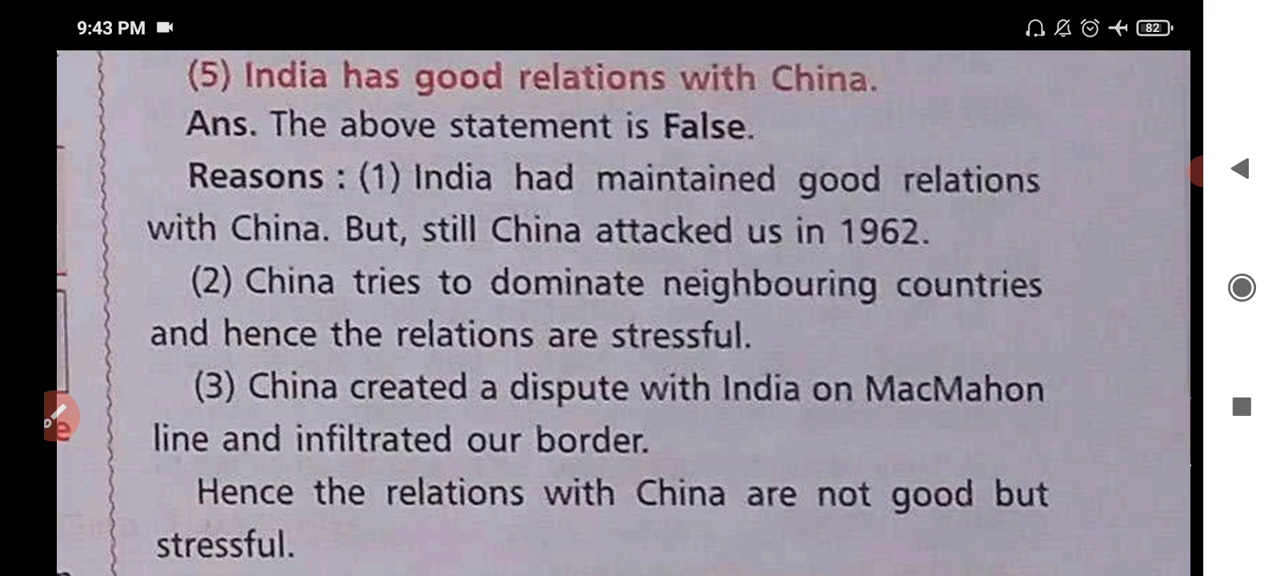 9:43 PM
82
(5) India has good relations with China.
Ans. The above statement is False.
Reasons : (1) India had maintained good relations
with China. But, still China attacked us in 1962.
(2) China tries to dominate neighbouring countries
and hence the relations are stressful.
(3) China created a dispute with India on MacMahon
line and infiltrated our border.
e
Hence the relations with China are not good but
stressful.